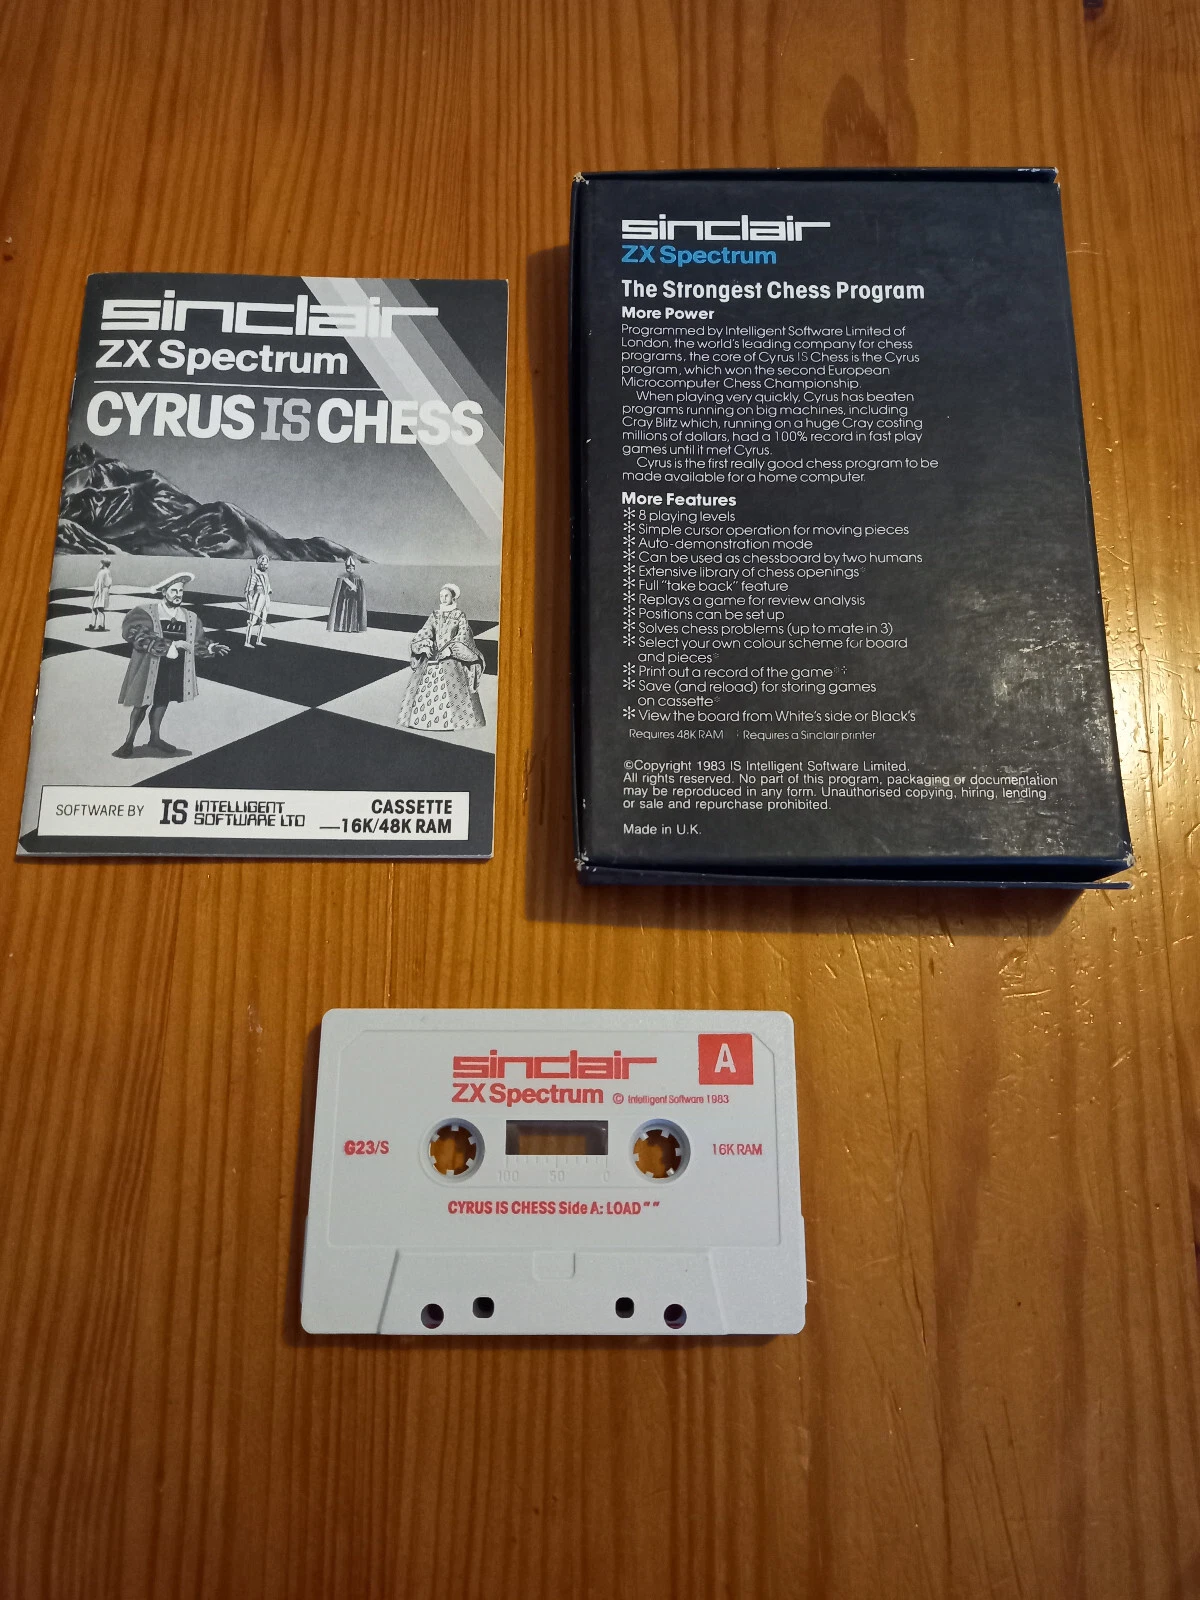 sinclair
ZX Spectrum
CYRUS IS CHESS
SOFTWARE BY IS INTELLIGENT SOFTWARE LTD
CASSETTE
—16K/48K RAM
sinclair
ZX Spectrum
The Strongest Chess Program
More Power
Programmed by Intelligent Software Limited of
London, the world's leading company for chess
programs, the core of Cyrus IS Chess is the Cyrus
program, which won the second European
Microcomputer Chess Championship.
When playing very quickly, Cyrus has beaten
programs running on big machines, including
Cray Blitz which, running on a huge Cray costing
millions of dollars, had a 100% record in fast play
games until it met Cyrus.
Cyrus is the first really good chess program to be
made available for a home computer.
More Features
* 8 playing levels
* Simple cursor operation for moving pieces
* Auto-demonstration mode
* Can be used as chessboard by two humans
* Extensive library of chess openings*
* Full "take back" feature
* Replays a game for review analysis
* Positions can be set up
* Solves chess problems (up to mate in 3)
* Select your own colour scheme for board
and pieces*
* Print out a record of the game*
* Save (and reload) for storing games
on cassette*
* View the board from White's side or Black's
Requires 48K RAM Requires a Sinclair printer
©Copyright 1983 IS Intelligent Software Limited.
All rights reserved. No part of this program, packaging or documentation
may be reproduced in any form. Unauthorised copying, hiring, lending
or sale and repurchase prohibited.
Made in U.K.
sinclair
A
ZX Spectrum © Intelligent Software 1983
G23/S
16K RAM
100 50 0
CYRUS IS CHESS Side A: LOAD " "